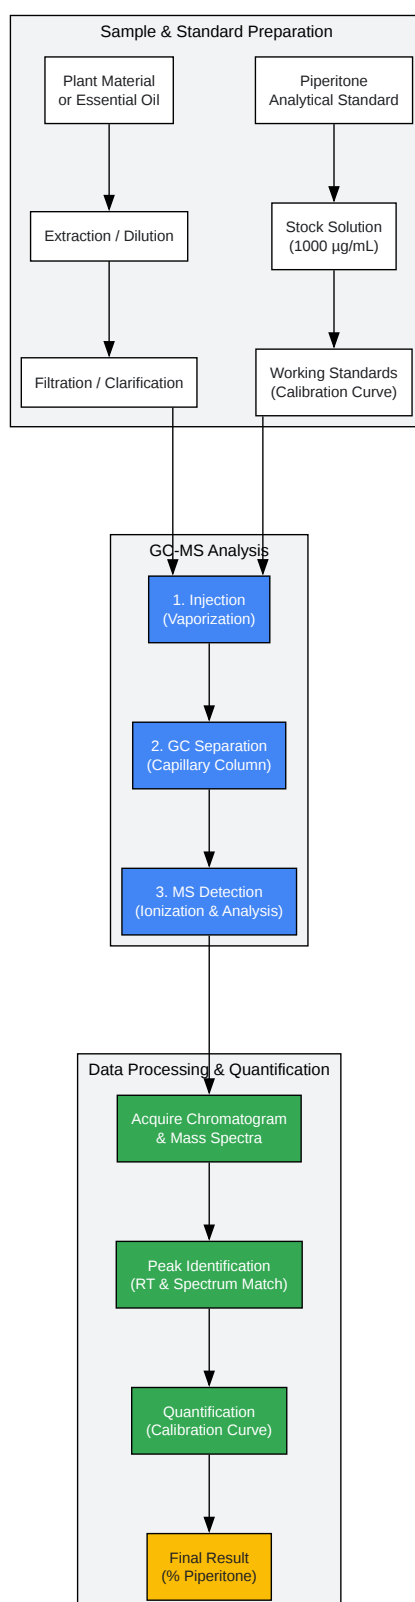 Sample & Standard Preparation
Plant Material
or Essential Oil
Piperitone
Analytical Standard
Extraction / Dilution
Stock Solution
(1000 µg/mL)
Filtration / Clarification
Working Standards
(Calibration Curve)
GC-MS Analysis
1. Injection
(Vaporization)
2. GC Separation
(Capillary Column)
3. MS Detection
(Ionization & Analysis)
Data Processing & Quantification
Acquire Chromatogram
& Mass Spectra
Peak Identification
(RT & Spectrum Match)
Quantification
(Calibration Curve)
Final Result
(% Piperitone)